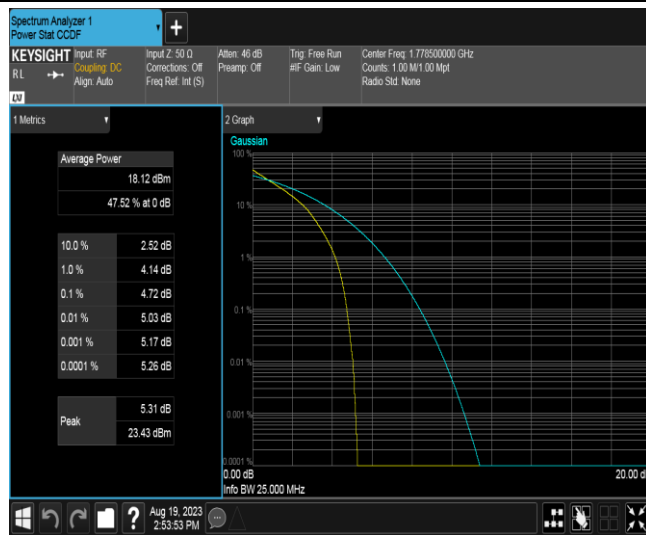 Spectrum Analyzer 1
Power Stat CCDF
+
KEYSIGHT
RL
Input: RF
Coupling: DC
Align: Auto
Input Z: 50 Ω
Corrections: Off
Freq Ref: Int (S)
Atten: 46 dB
Preamp: Off
Trig: Free Run
#IF Gain: Low
Center Freq: 1.778500000 GHz
Counts: 1.00 M/1.00 Mpt
Radio Std: None
LXI
1 Metrics
Average Power
18.12 dBm
47.52 % at 0 dB
10.0 % 2.52 dB
1.0 % 4.14 dB
0.1 % 4.72 dB
0.01 % 5.03 dB
0.001 % 5.17 dB
0.0001 % 5.26 dB
Peak
5.31 dB
23.43 dBm
2 Graph
Gaussian
100 %
10 %
1 %
0.1 %
0.01 %
0.001 %
0.0001 %
0.00 dB
20.00 d
Info BW 25.000 MHz
?
Aug 19, 2023
2:53:53 PM